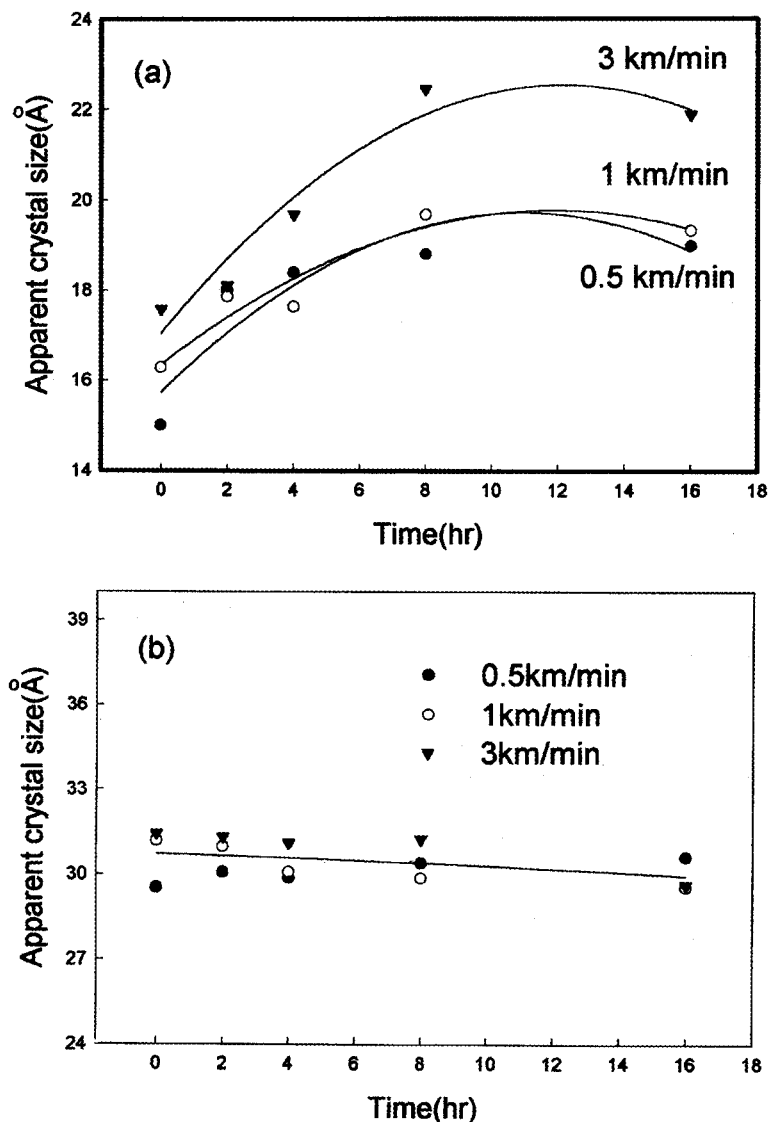 24
22
20
18
16
14
Apparent crystal size(Å)
(a)
3 km/min
1 km/min
0.5 km/min
0 2 4 6 8 10 12 14 16 18
Time(hr)
39
36
33
30
27
24
Apparent crystal size(Å)
(b)
0.5km/min
1km/min
3km/min
0 2 4 6 8 10 12 14 16 18
Time(hr)